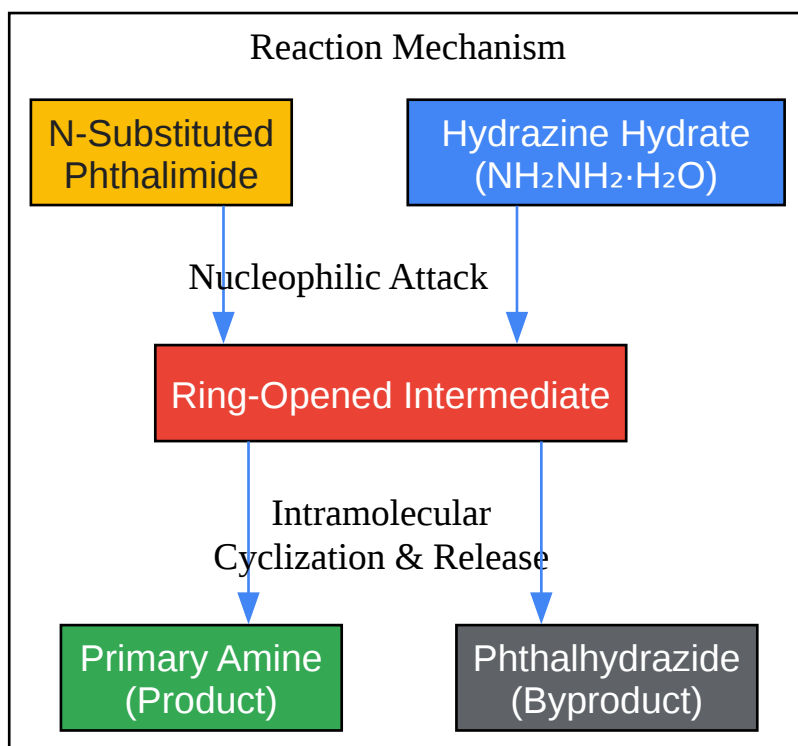 Reaction Mechanism
N-Substituted
Phthalimide
Hydrazine Hydrate
(NH₂NH₂·H₂O)
Nucleophilic Attack
Ring-Opened Intermediate
Intramolecular
Cyclization & Release
Primary Amine
(Product)
Phthalhydrazide
(Byproduct)